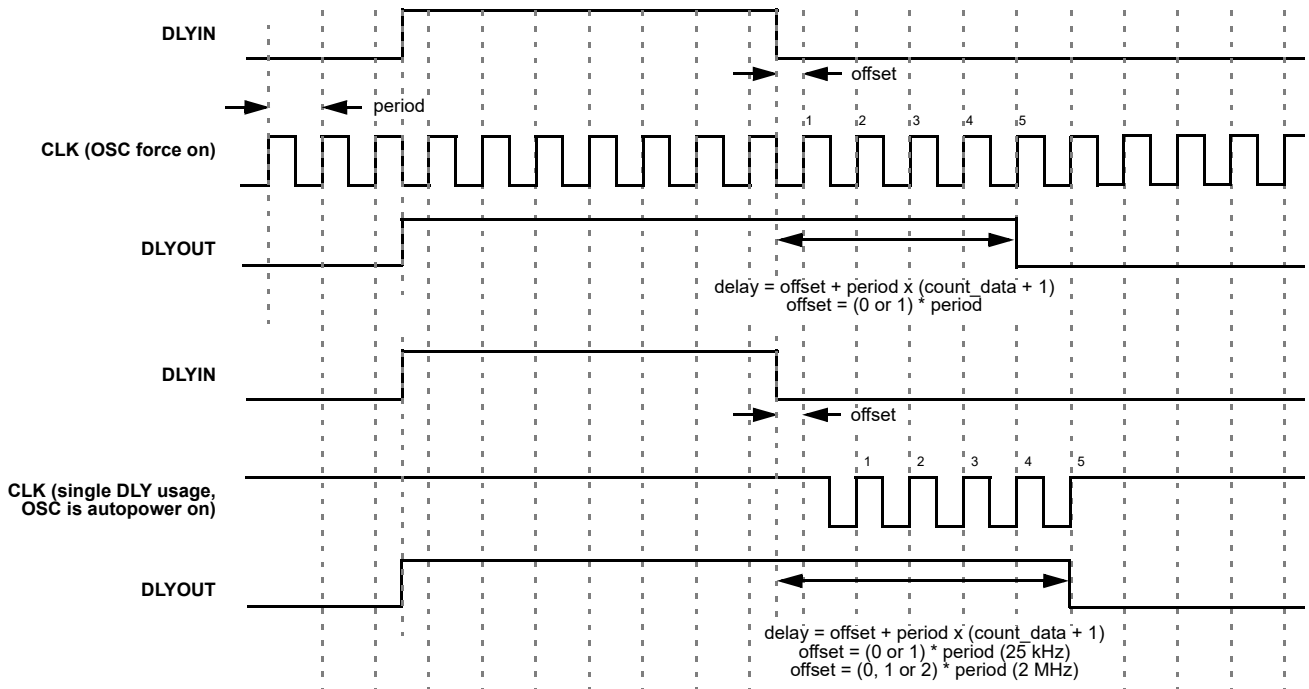 DLYIN
offset
period
1 2 3 4 5
CLK (OSC force on)
DLYOUT
delay = offset + period x (count_data + 1)
offset = (0 or 1) * period
DLYIN
offset
1 2 3 4 5
CLK (single DLY usage,
OSC is autopower on)
DLYOUT
delay = offset + period x (count_data + 1)
offset = (0 or 1) * period (25 kHz)
offset = (0, 1 or 2) * period (2 MHz)